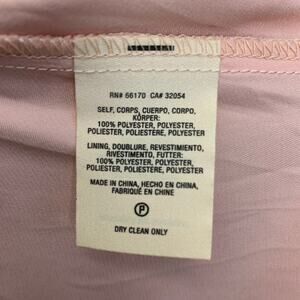 RN# 66170 CA# 32054
SELF, CORPS, CUERPO, CORPO,
KÖRPER:
100% POLYESTER, POLYESTER,
POLIESTER, POLIESTERE, POLYESTER
LINING, DOUBLURE, REVESTIMIENTO,
RIVESTIMENTO, FUTTER:
100% POLYESTER, POLYESTER,
POLIESTER, POLIESTERE, POLYESTER
MADE IN CHINA, HECHO EN CHINA,
FABRIQUÉ EN CHINE
P
DRY CLEAN ONLY